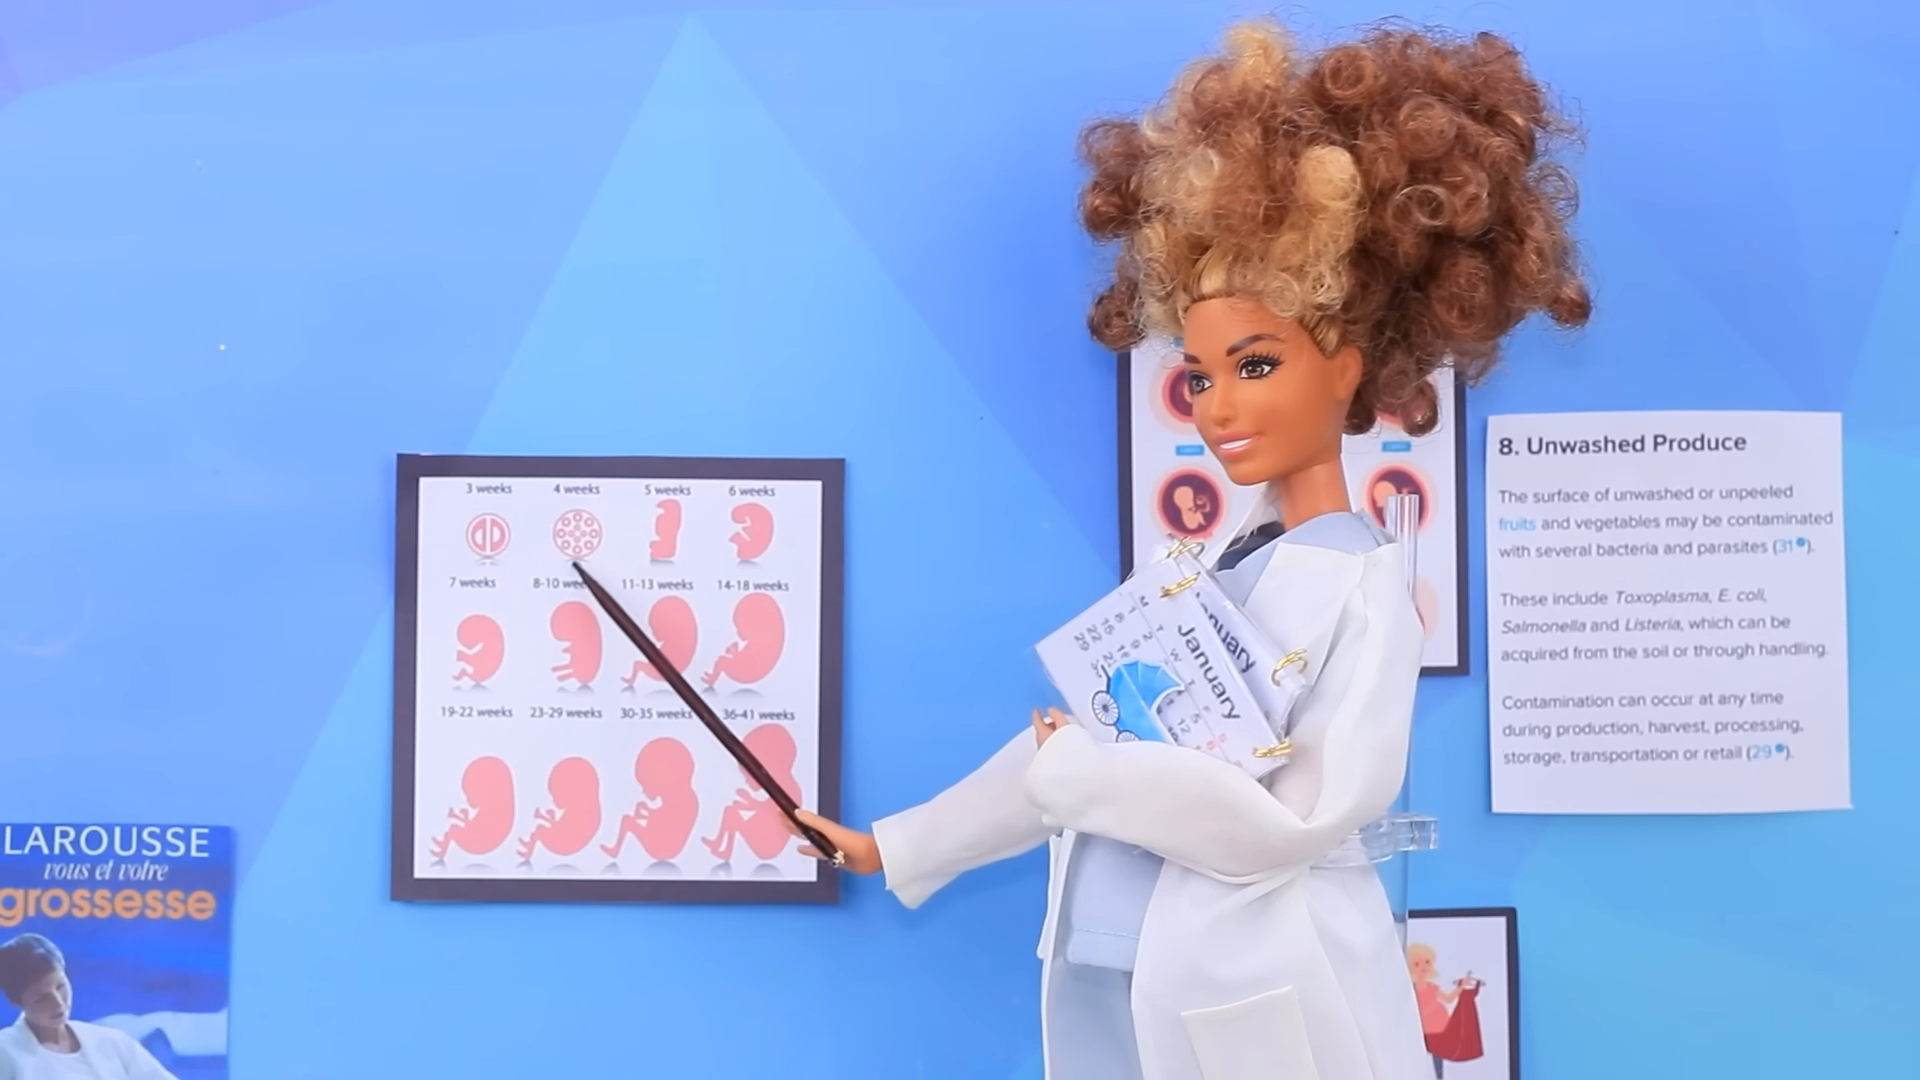 3 weeks 4 weeks 5 weeks 6 weeks
7 weeks 8-10 11-13 weeks 14-18 weeks
19-22 weeks 23-29 weeks 30-35 weeks 36-41 weeks
LAROUSSE
vous et votre
grossesse
January
8. Unwashed Produce
The surface of unwashed or unpeeled
fruits and vegetables may be contaminated
with several bacteria and parasites (31).
These include Toxoplasma, E. coli,
Salmonella and Listeria, which can be
acquired from the soil or through handling.
Contamination can occur at any time
during production, harvest, processing,
storage, transportation or retail (29).